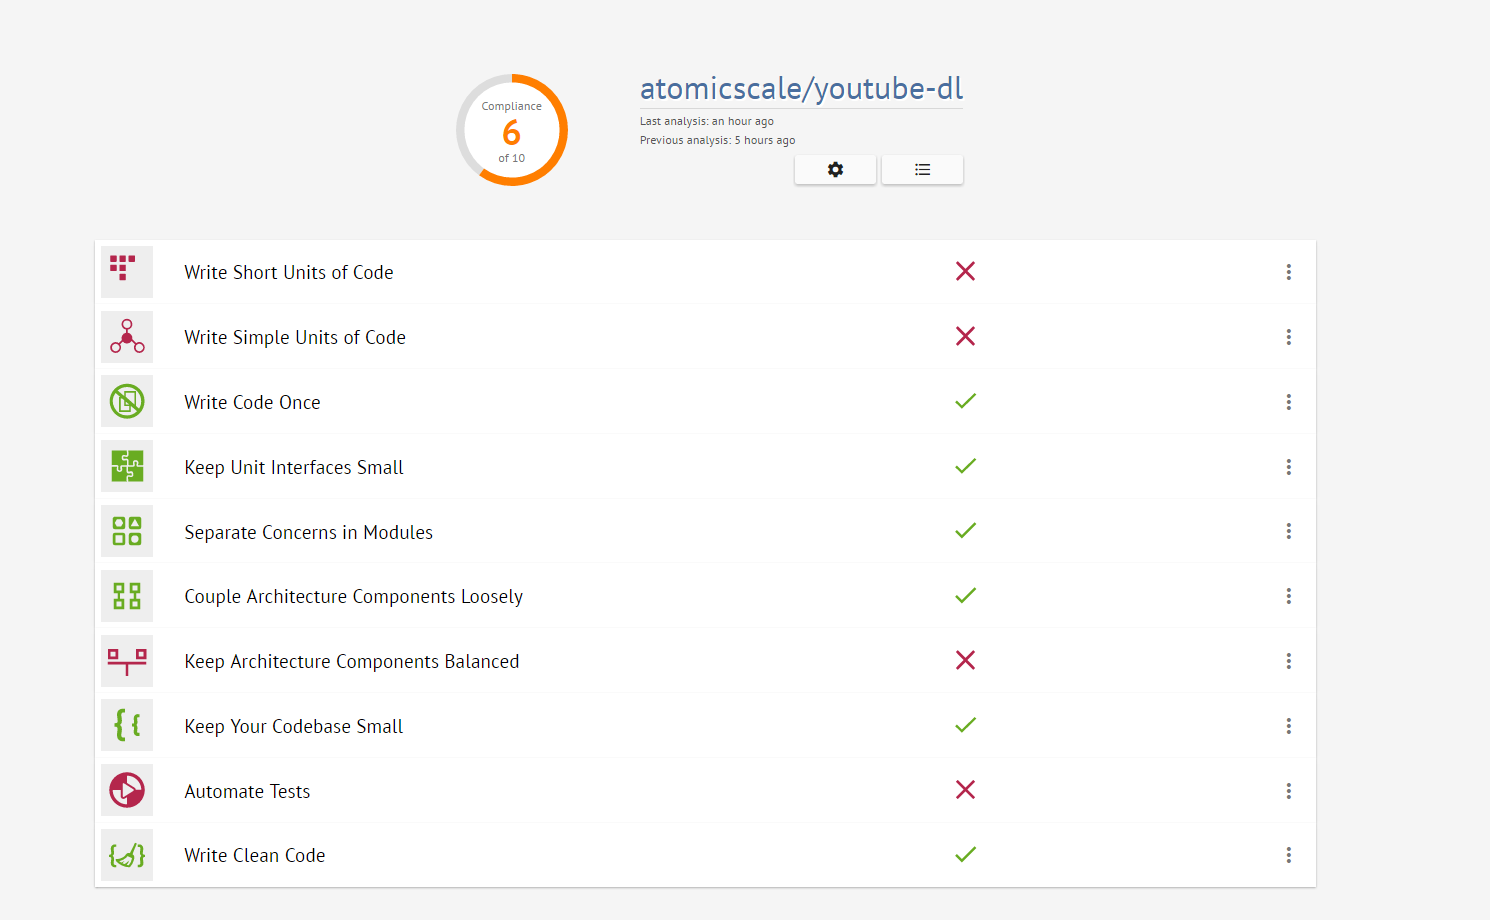 Compliance
6
of 10
atomicscale/youtube-dl
Last analysis: an hour ago
Previous analysis: 5 hours ago
Write Short Units of Code
Write Simple Units of Code
Write Code Once
Keep Unit Interfaces Small
Separate Concerns in Modules
Couple Architecture Components Loosely
Keep Architecture Components Balanced
Keep Your Codebase Small
Automate Tests
Write Clean Code